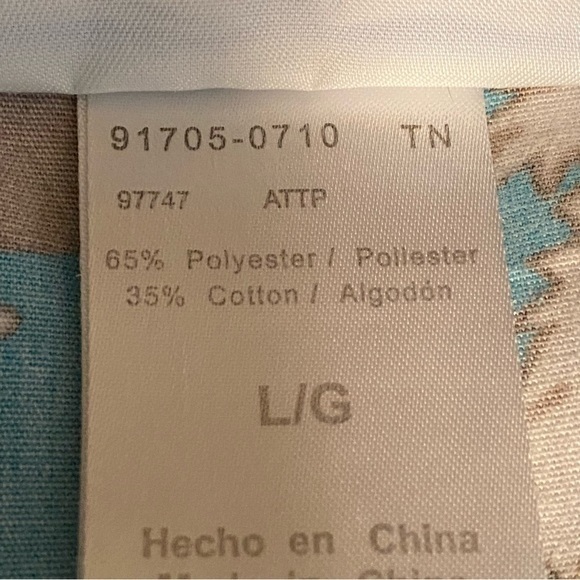 91705-0710 TN
97747 ATTP
65% Polyester / Poliester
35% Cotton / Algodón
L/G
Hecho en China